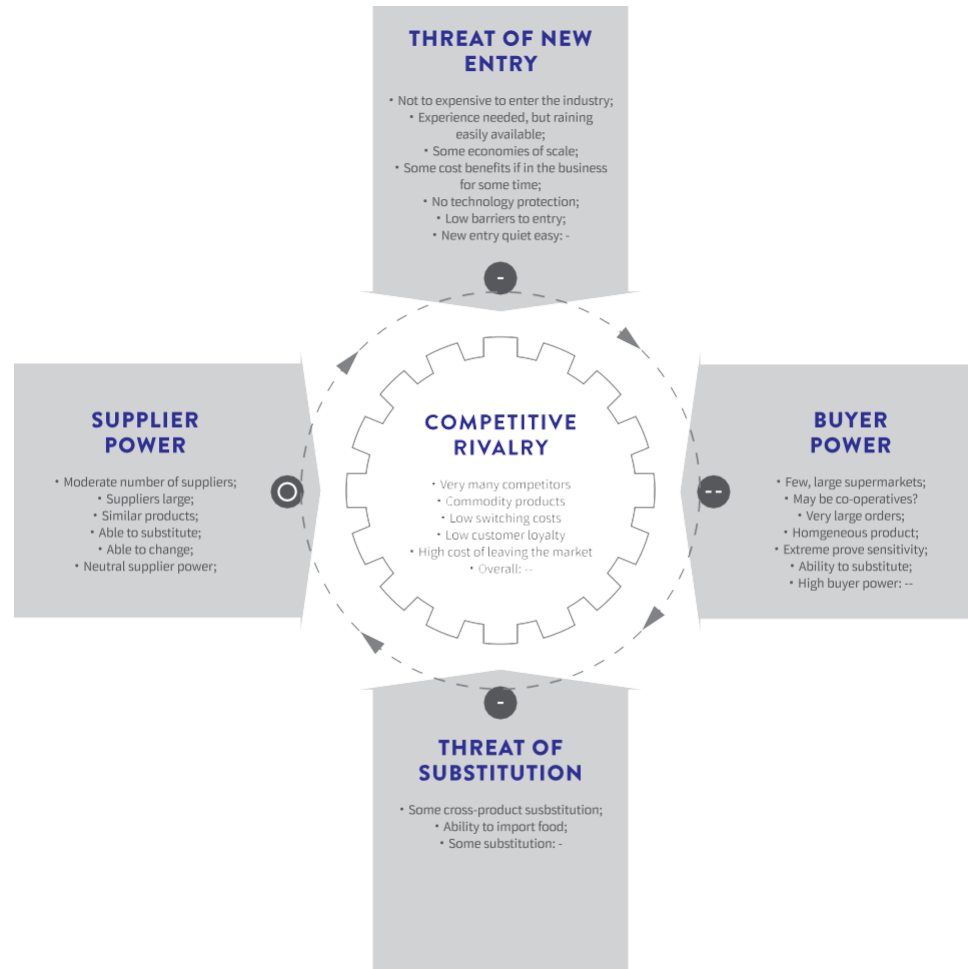 THREAT OF NEW
ENTRY
• Not to expensive to enter the industry;
• Experience needed, but raining
easily available;
• Some economies of scale;
• Some cost benefits if in the business
for some time;
• No technology protection;
• Low barriers to entry;
• New entry quiet easy: -
-
SUPPLIER
POWER
• Moderate number of suppliers;
• Suppliers large;
• Similar products;
• Able to substitute;
• Able to change;
• Neutral supplier power;
COMPETITIVE
RIVALRY
• Very many competitors
• Commodity products
• Low switching costs
• Low customer loyalty
• High cost of leaving the market
• Overall: --
--
BUYER
POWER
• Few, large supermarkets;
• May be co-operatives?
• Very large orders;
• Homgeneous product;
• Extreme prove sensitivity;
• Ability to substitute;
• High buyer power: --
-
THREAT OF
SUBSTITUTION
• Some cross-product susbstitution;
• Ability to import food;
• Some substitution: -